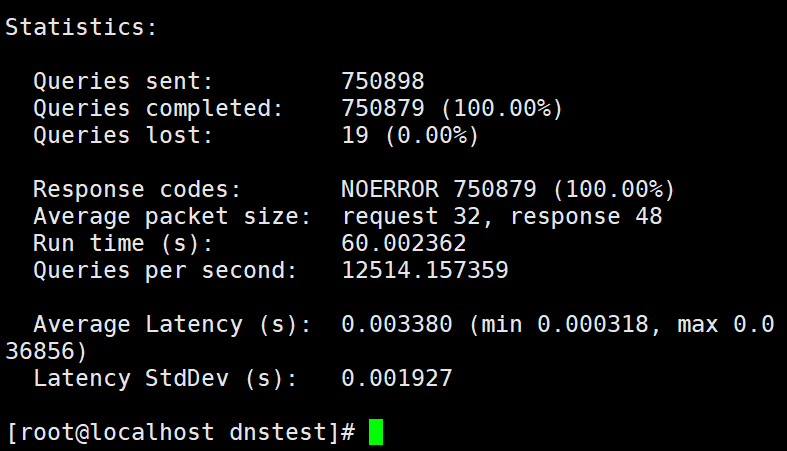 Statistics:
  Queries sent:         750898
  Queries completed:    750879 (100.00%)
  Queries lost:         19 (0.00%)
  Response codes:       NOERROR 750879 (100.00%)
  Average packet size:  request 32, response 48
  Run time (s):         60.002362
  Queries per second:   12514.157359
  Average Latency (s):  0.003380 (min 0.000318, max 0.0
36856)
  Latency StdDev (s):   0.001927
[root@localhost dnstest]#